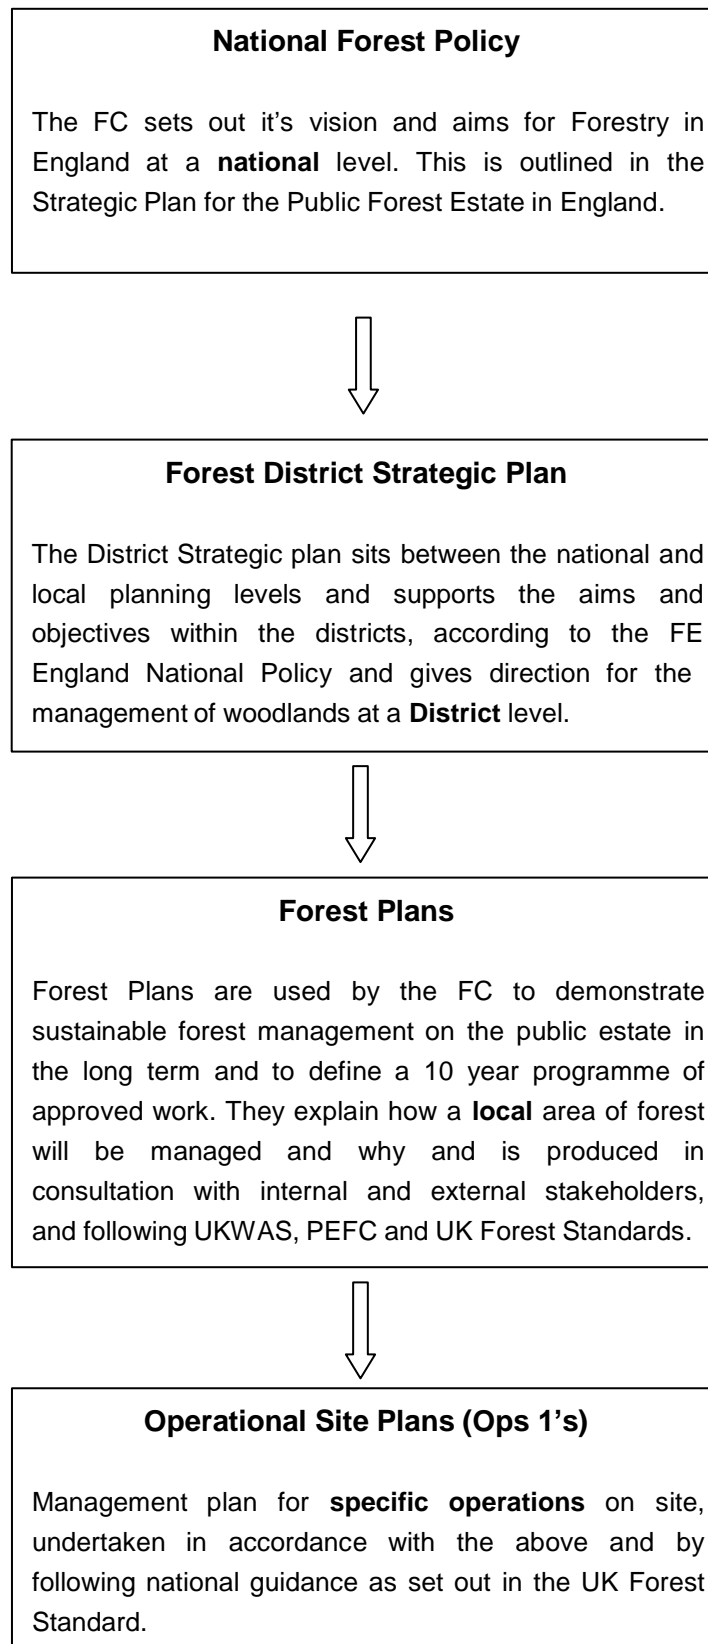 National Forest Policy
The FC sets out it's vision and aims for Forestry in
England at a national level. This is outlined in the
Strategic Plan for the Public Forest Estate in England.
Forest District Strategic Plan
The District Strategic plan sits between the national and
local planning levels and supports the aims and
objectives within the districts, according to the FE
England National Policy and gives direction for the
management of woodlands at a District level.
Forest Plans
Forest Plans are used by the FC to demonstrate
sustainable forest management on the public estate in
the long term and to define a 10 year programme of
approved work. They explain how a local area of forest
will be managed and why and is produced in
consultation with internal and external stakeholders,
and following UKWAS, PEFC and UK Forest Standards.
Operational Site Plans (Ops 1's)
Management plan for specific operations on site,
undertaken in accordance with the above and by
following national guidance as set out in the UK Forest
Standard.